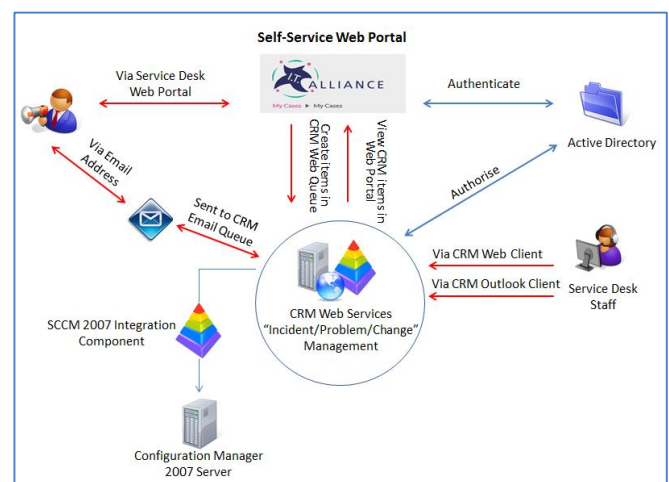 Self-Service Web Portal
Via Service Desk
Web Portal
I.T.
ALLIANCE
My Cases ▶ My Cases
Authenticate
Active Directory
Via Email
Address
Create items in
CRM Web Queue
View CRM items in
Web Portal
Authorise
Sent to CRM
Email Queue
Via CRM Web Client
Via CRM Outlook Client
Service Desk
Staff
CRM Web Services
“Incident/Problem/Change”
Management
SCCM 2007 Integration
Component
Configuration Manager
2007 Server